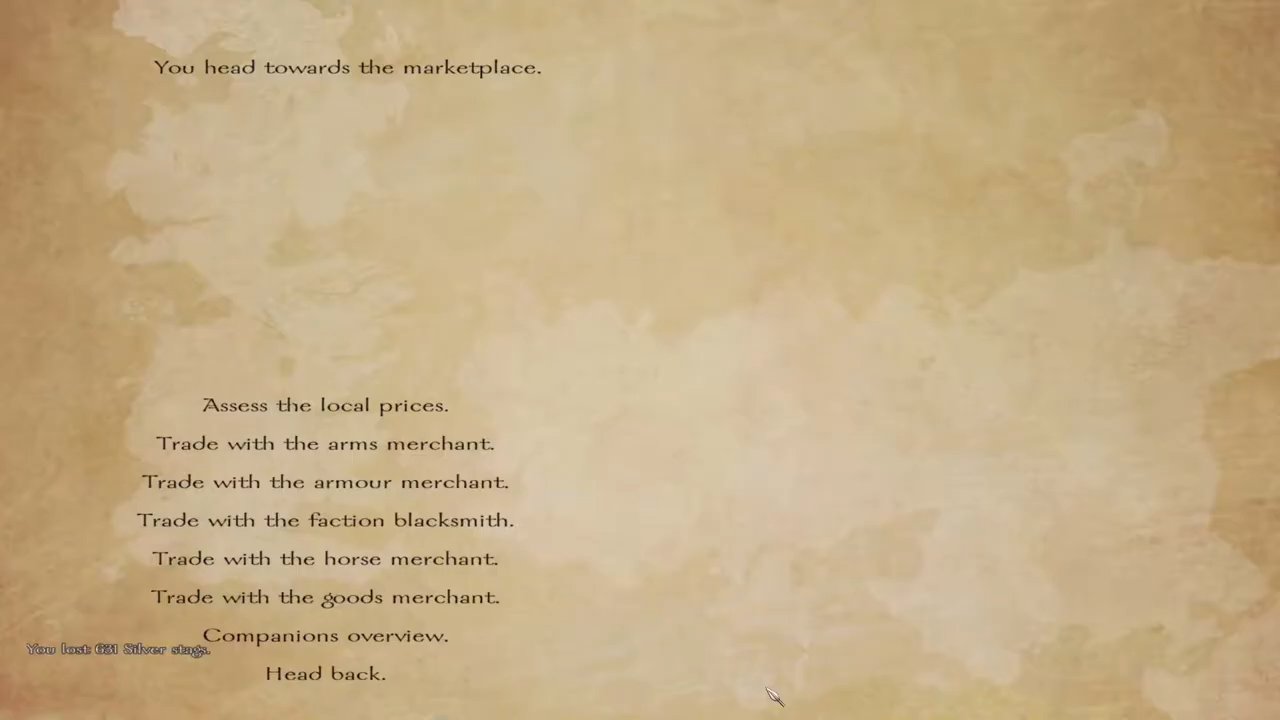 You head towards the marketplace.
Assess the local prices.
Trade with the arms merchant.
Trade with the armour merchant.
Trade with the faction blacksmith.
Trade with the horse merchant.
Trade with the goods merchant.
Companions overview.
You lost 631 Silver stags.
Head back.